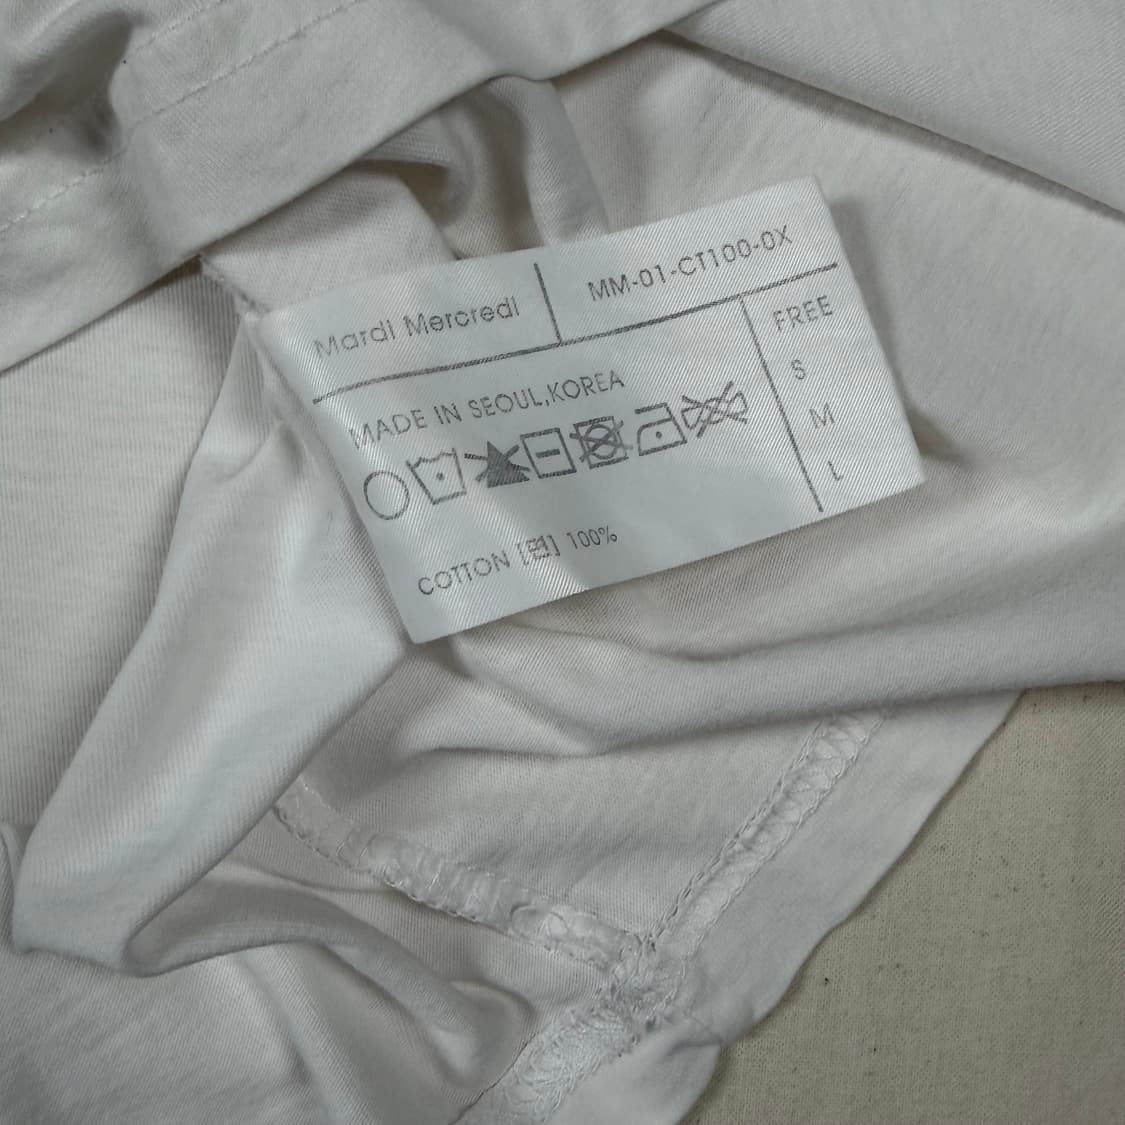 Mardi Mercredi
MM-01-CT100-0X
MADE IN SEOUL,KOREA
COTTON [면] 100%
FREE
S
M
L